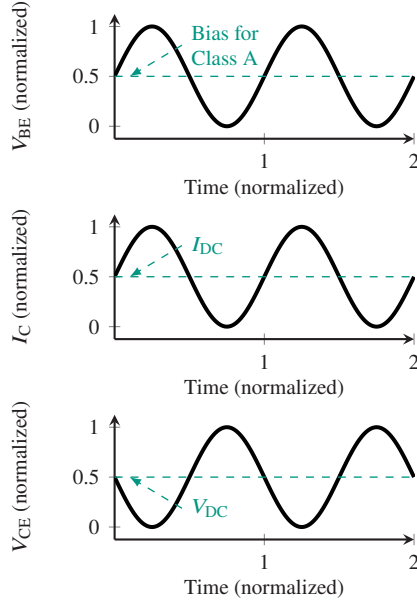 V_BE (normalized)
1
0.5
0
Bias for
Class A
1
2
Time (normalized)
I_C (normalized)
1
0.5
0
I_DC
1
2
Time (normalized)
V_CE (normalized)
1
0.5
0
V_DC
1
2
Time (normalized)